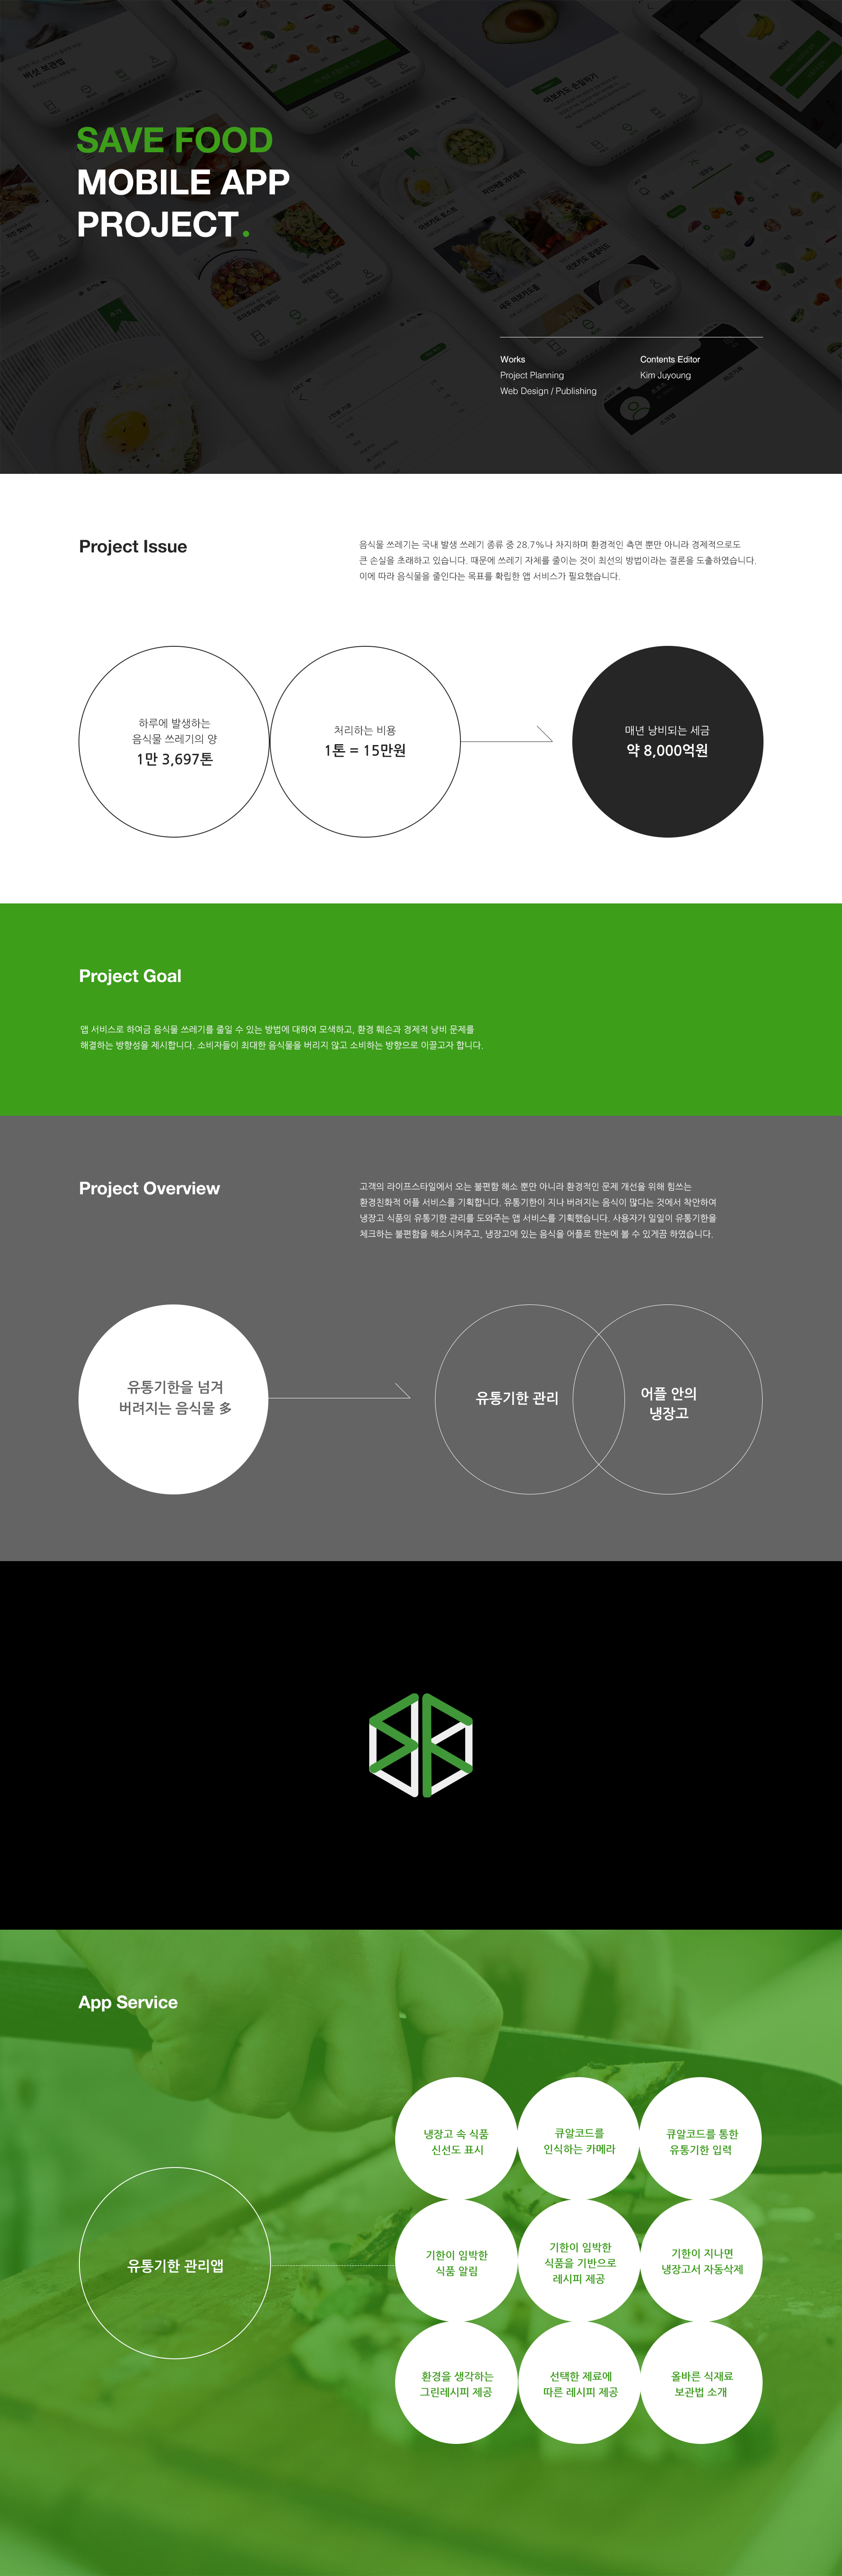 SAVE FOOD
MOBILE APP
PROJECT.
Works
Project Planning
Web Design / Publishing
Contents Editor
Kim Juyoung
Project Issue
음식물 쓰레기는 국내 발생 쓰레기 종류 중 28.7%나 차지하며 환경적인 측면 뿐만 아니라 경제적으로도
큰 손실을 초래하고 있습니다. 때문에 쓰레기 자체를 줄이는 것이 최선의 방법이라는 결론을 도출하였습니다.
이에 따라 음식물을 줄인다는 목표를 확립한 앱 서비스가 필요했습니다.
하루에 발생하는
음식물 쓰레기의 양
1만 3,697톤
처리하는 비용
1톤 = 15만원
매년 낭비되는 세금
약 8,000억원
Project Goal
앱 서비스로 하여금 음식물 쓰레기를 줄일 수 있는 방법에 대하여 모색하고, 환경 훼손과 경제적 낭비 문제를
해결하는 방향성을 제시합니다. 소비자들이 최대한 음식물을 버리지 않고 소비하는 방향으로 이끌고자 합니다.
Project Overview
고객의 라이프스타일에서 오는 불편함 해소 뿐만 아니라 환경적인 문제 개선을 위해 힘쓰는
환경친화적 어플 서비스를 기획합니다. 유통기한이 지나 버려지는 음식이 많다는 것에서 착안하여
냉장고 식품의 유통기한 관리를 도와주는 앱 서비스를 기획했습니다. 사용자가 일일이 유통기한을
체크하는 불편함을 해소시켜주고, 냉장고에 있는 음식을 어플로 한눈에 볼 수 있게끔 하였습니다.
유통기한을 넘겨
버려지는 음식물 多
유통기한 관리
어플 안의
냉장고
App Service
유통기한 관리앱
냉장고 속 식품
신선도 표시
큐알코드를
인식하는 카메라
큐알코드를 통한
유통기한 입력
기한이 임박한
식품 알림
기한이 임박한
식품을 기반으로
레시피 제공
기한이 지나면
냉장고서 자동삭제
환경을 생각하는
그린레시피 제공
선택한 제료에
따른 레시피 제공
올바른 식재료
보관법 소개